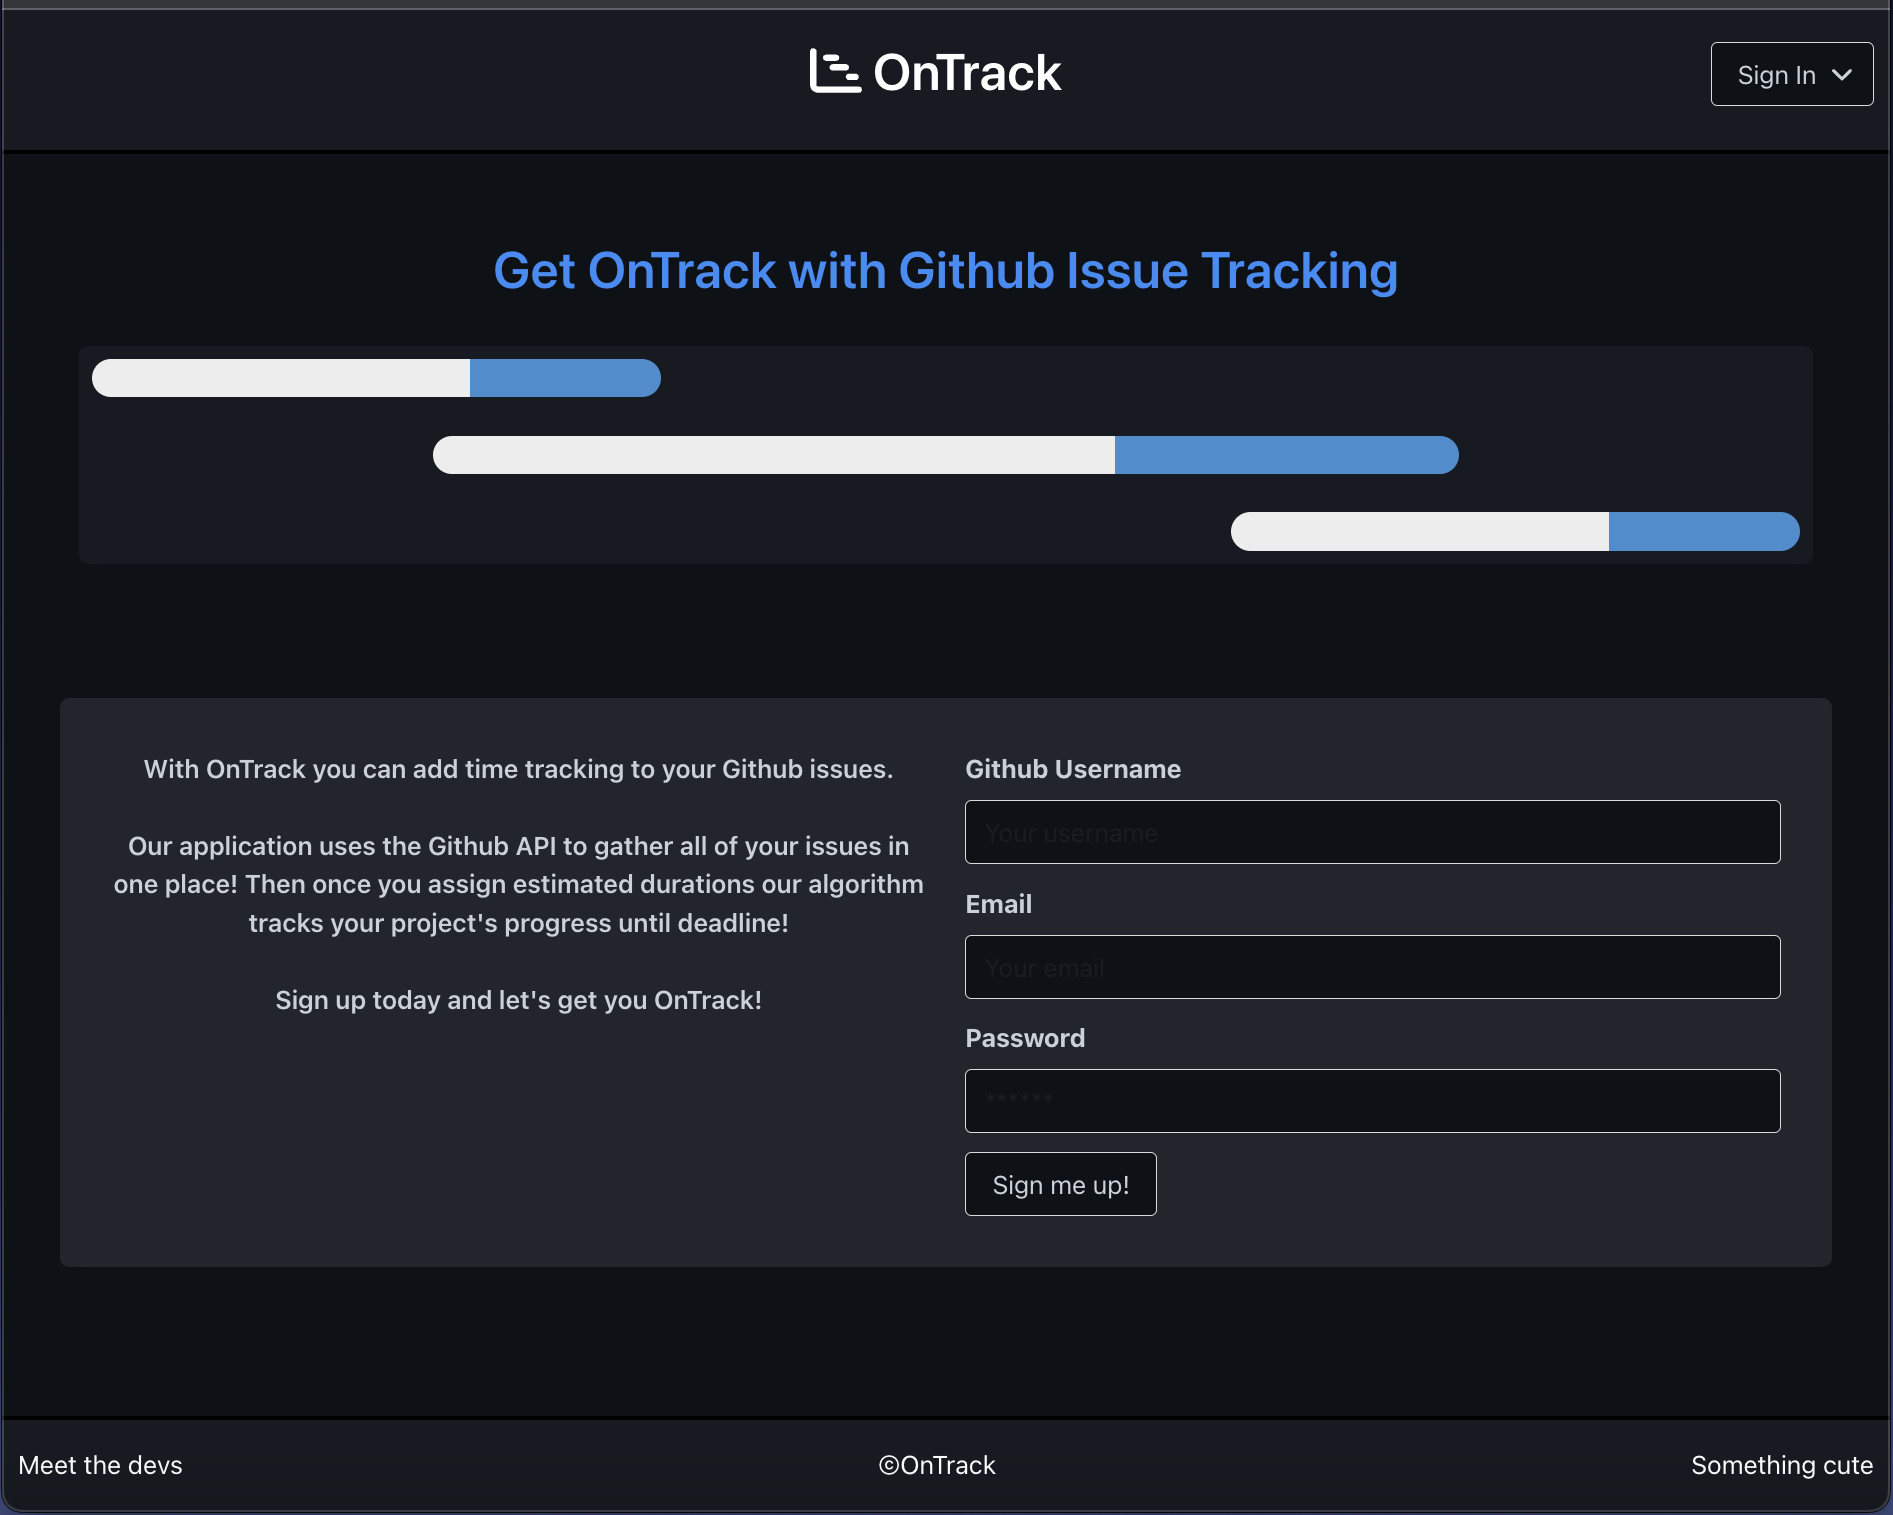 OnTrack
Sign In
Get OnTrack with Github Issue Tracking
With OnTrack you can add time tracking to your Github issues.
Our application uses the Github API to gather all of your issues in
one place! Then once you assign estimated durations our algorithm
tracks your project's progress until deadline!
Sign up today and let's get you OnTrack!
Github Username
Your username
Email
Your email
Password
******
Sign me up!
Meet the devs
©OnTrack
Something cute